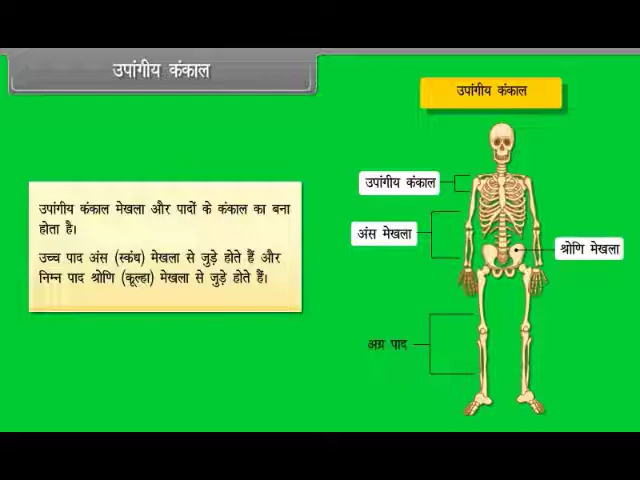 उपांगीय कंकाल
उपांगीय कंकाल
उपांगीय कंकाल मेखला और पादों के कंकाल का बना
होता है।
उच्च पाद अंस (स्कंध) मेखला से जुड़े होते हैं और
निम्न पाद श्रोणि (कूल्हा) मेखला से जुड़े होते हैं।
उपांगीय कंकाल
अंस मेखला
श्रोणि मेखला
अग्र पाद